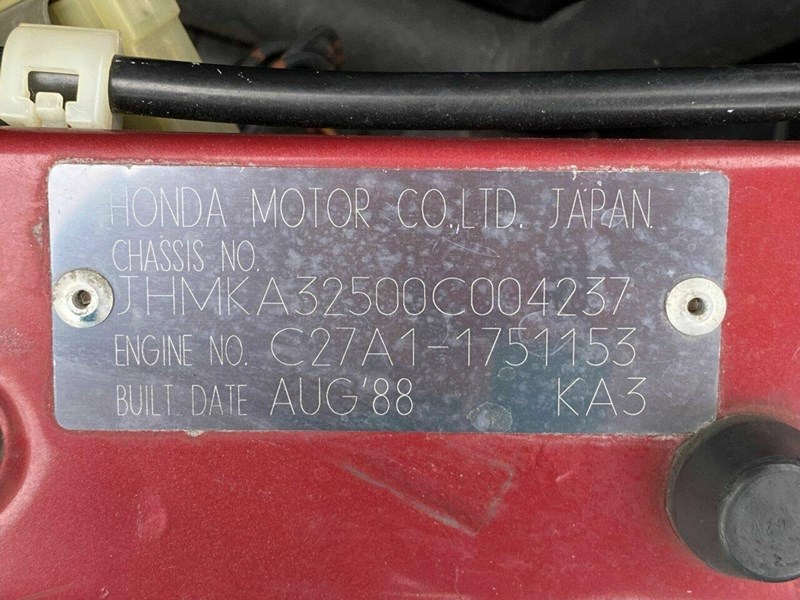 HONDA MOTOR CO.,LTD. JAPAN.
CHASSIS NO.
JHMKA32500C004237
ENGINE NO. C27A1-1751153
BUILT DATE AUG'88 KA3